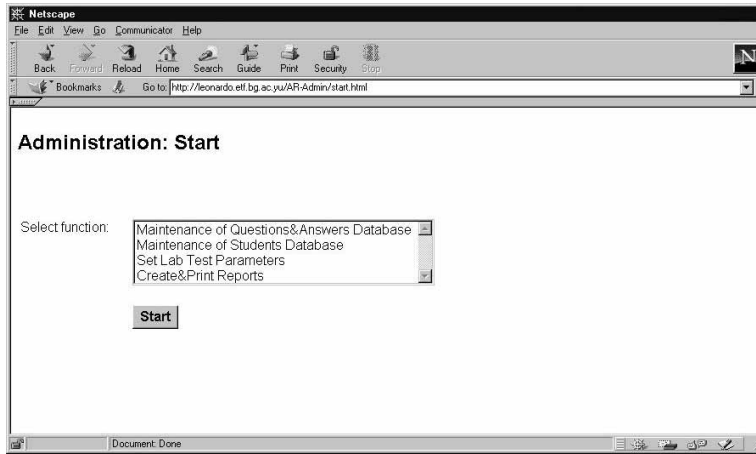 Netscape
File Edit View Go Communicator Help
Back Forward Reload Home Search Guide Print Security Stop
N
Bookmarks Go to: http://leonardo.etf.bg.ac.yu/AR-Admin/start.html
Administration: Start
Select function:
Maintenance of Questions&Answers Database
Maintenance of Students Database
Set Lab Test Parameters
Create&Print Reports
Start
Document: Done